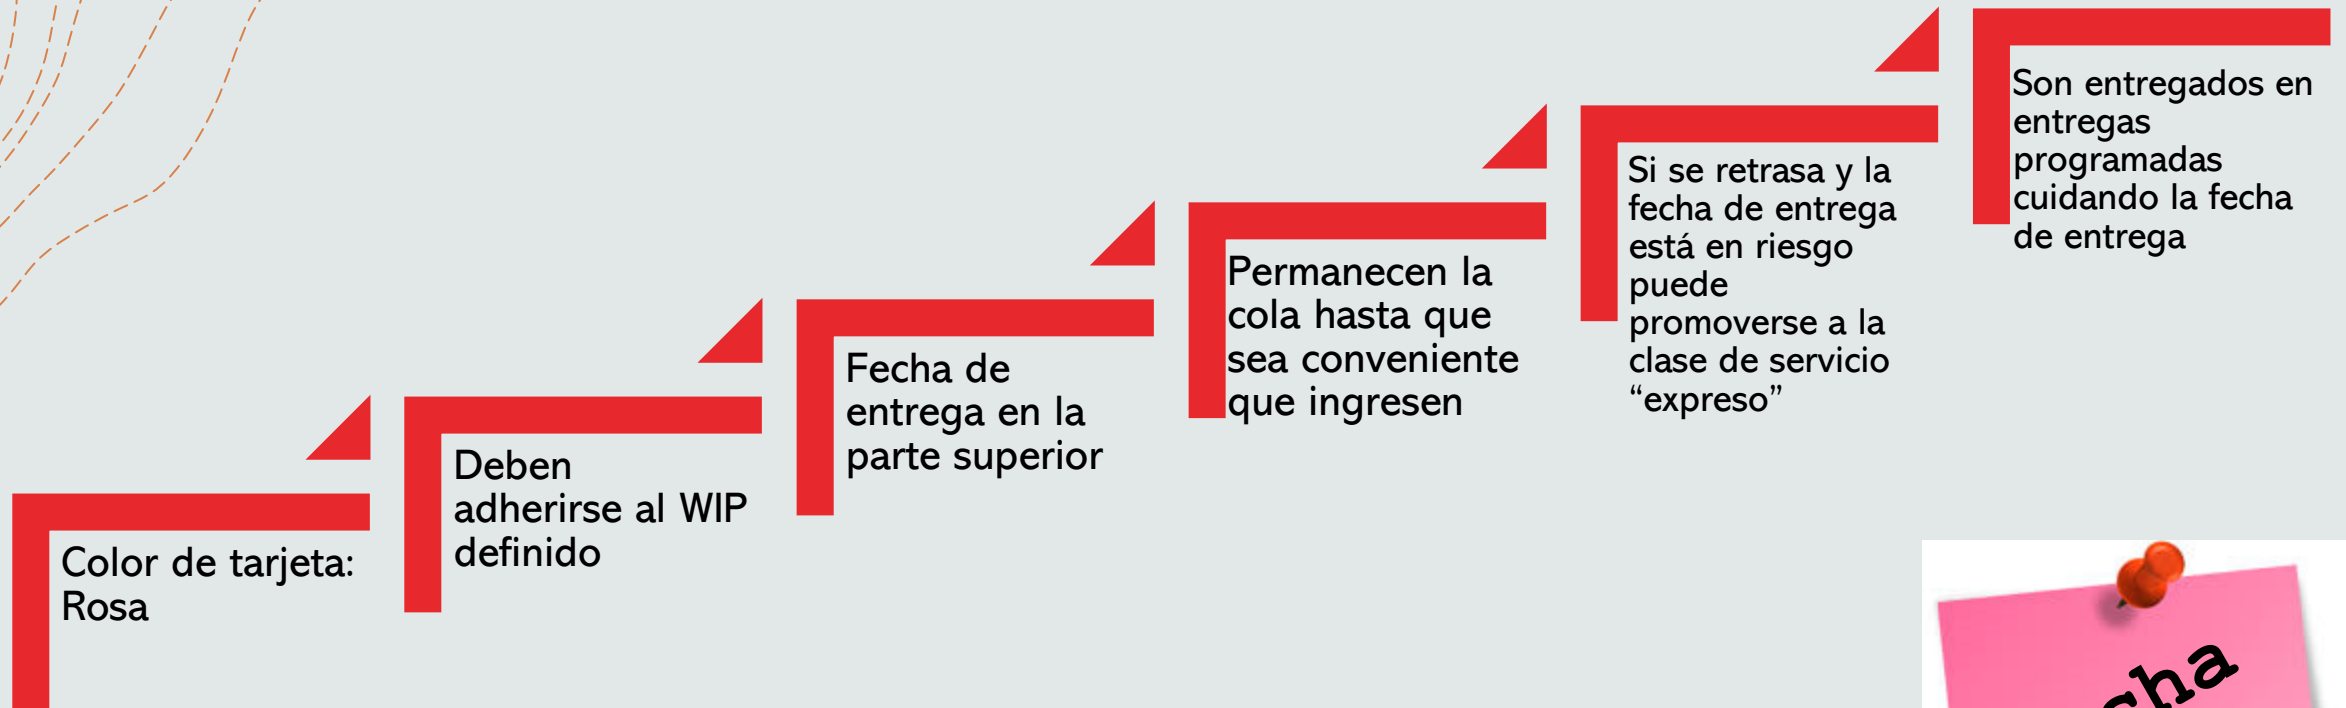 Color de tarjeta:
Rosa
Deben
adherirse al WIP
definido
Fecha de
entrega en la
parte superior
Permanecen la
cola hasta que
sea conveniente
que ingresen
Si se retrasa y la
fecha de entrega
está en riesgo
puede
promoverse a la
clase de servicio
“expreso”
Son entregados en
entregas
programadas
cuidando la fecha
de entrega